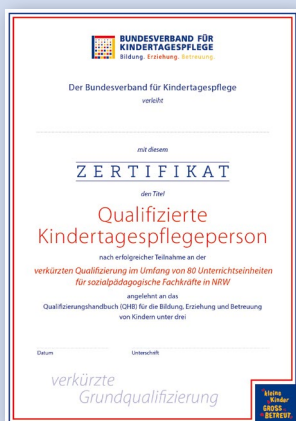 BUNDESVERBAND FÜR
KINDERTAGESPFLEGE
Bildung. Erziehung. Betreuung.
Der Bundesverband für Kindertagespflege
verleiht
mit diesem
ZERTIFIKAT
den Titel
Qualifizierte
Kindertagespflegeperson
nach erfolgreicher Teilnahme an der
verkürzten Qualifizierung im Umfang von 80 Unterrichtseinheiten
für sozialpädagogische Fachkräfte in NRW
angelehnt an das
Qualifizierungshandbuch (QHB) für die Bildung, Erziehung und Betreuung
von Kindern unter drei
Datum
Unterschrift
verkürzte
Grundqualifizierung
kleine
Kinder
GROSS
BETREUT.